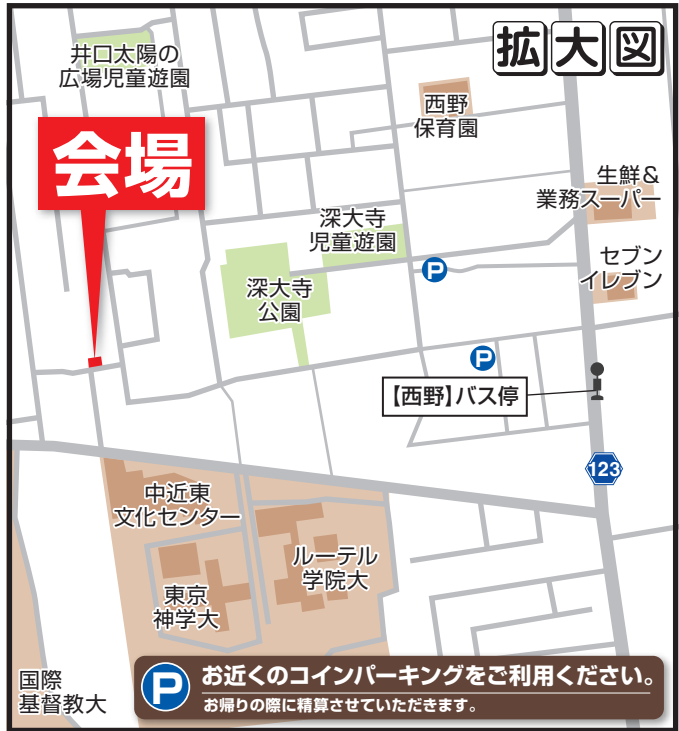 拡大図
井口太陽の
広場児童遊園
西野
保育園
会場
生鮮&
業務スーパー
深大寺
児童遊園
セブン
イレブン
P
深大寺
公園
P
【西野】バス停
123
中近東
文化センター
ルーテル
学院大
東京
神学大
国際
基督教大
P
お近くのコインパーキングをご利用ください。
お帰りの際に精算させていただきます。